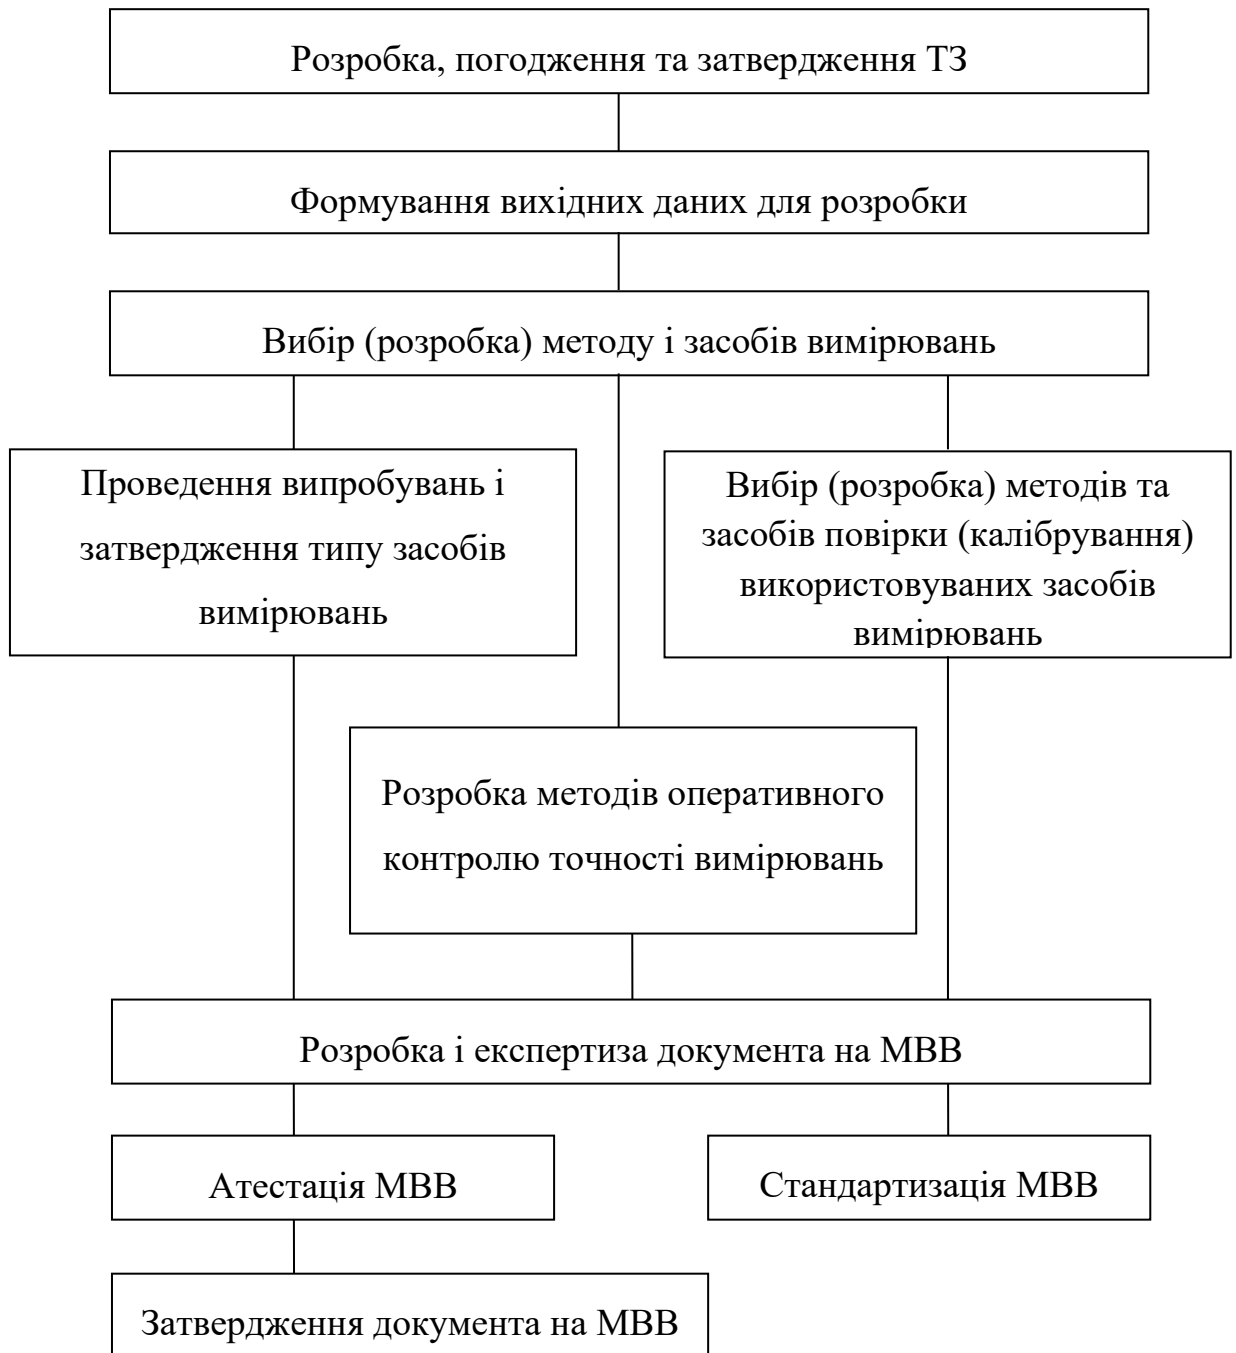 Розробка, погодження та затвердження ТЗ
Формування вихідних даних для розробки
Вибір (розробка) методу і засобів вимірювань
Проведення випробувань і
затвердження типу засобів
вимірювань
Вибір (розробка) методів та
засобів повірки (калібрування)
використовуваних засобів
вимірювань
Розробка методів оперативного
контролю точності вимірювань
Розробка і експертиза документа на МВВ
Атестація МВВ
Стандартизація МВВ
Затвердження документа на МВВ